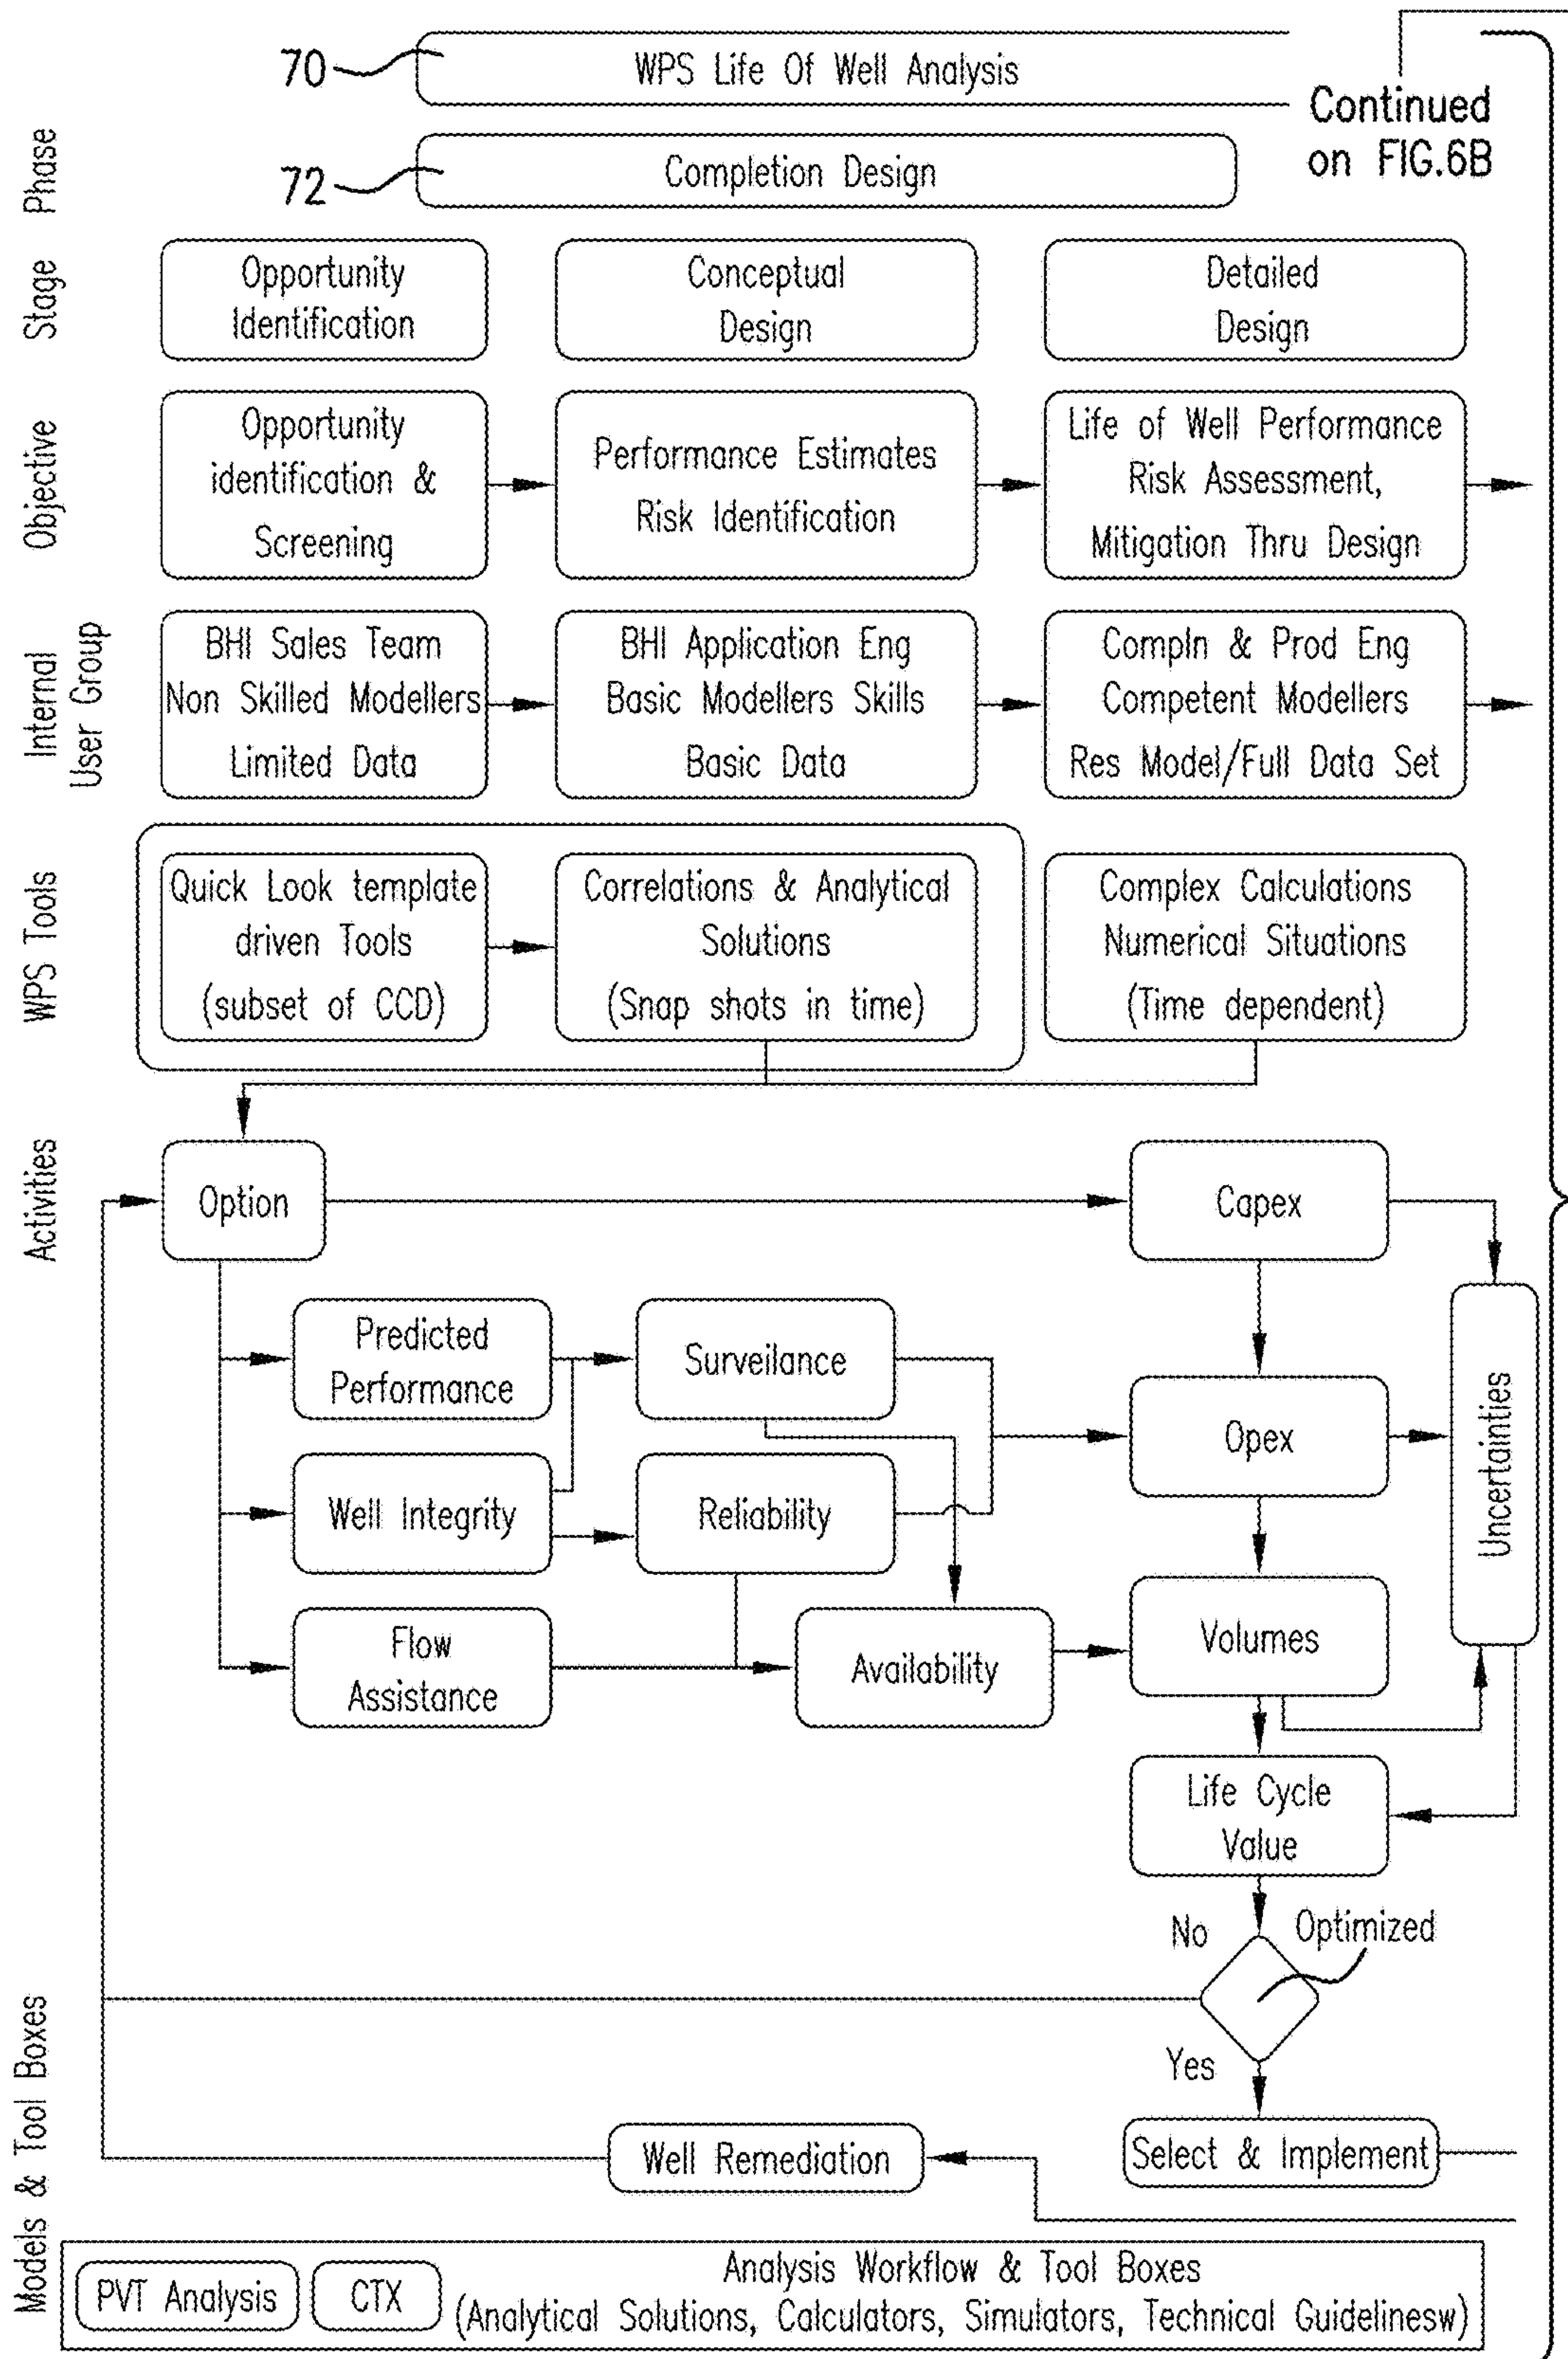 70
WPS Life Of Well Analysis
Continued
on FIG.6B
Phase
72
Completion Design
Stage
Opportunity
Identification
Conceptual
Design
Detailed
Design
Objective
Opportunity
identification &
Screening
Performance Estimates
Risk Identification
Life of Well Performance
Risk Assessment,
Mitigation Thru Design
Internal
User Group
BHI Sales Team
Non Skilled Modellers
Limited Data
BHI Application Eng
Basic Modellers Skills
Basic Data
Compln & Prod Eng
Competent Modellers
Res Model/Full Data Set
WPS Tools
Quick Look template
driven Tools
(subset of CCD)
Correlations & Analytical
Solutions
(Snap shots in time)
Complex Calculations
Numerical Situations
(Time dependent)
Activities
Option
Capex
Predicted
Performance
Surveilance
Opex
Uncertainties
Well Integrity
Reliability
Flow
Assistance
Availability
Volumes
Life Cycle
Value
No
Optimized
Yes
Well Remediation
Select & Implement
Models & Tool Boxes
PVT Analysis
CTX
Analysis Workflow & Tool Boxes
(Analytical Solutions, Calculators, Simulators, Technical Guidelinesw)